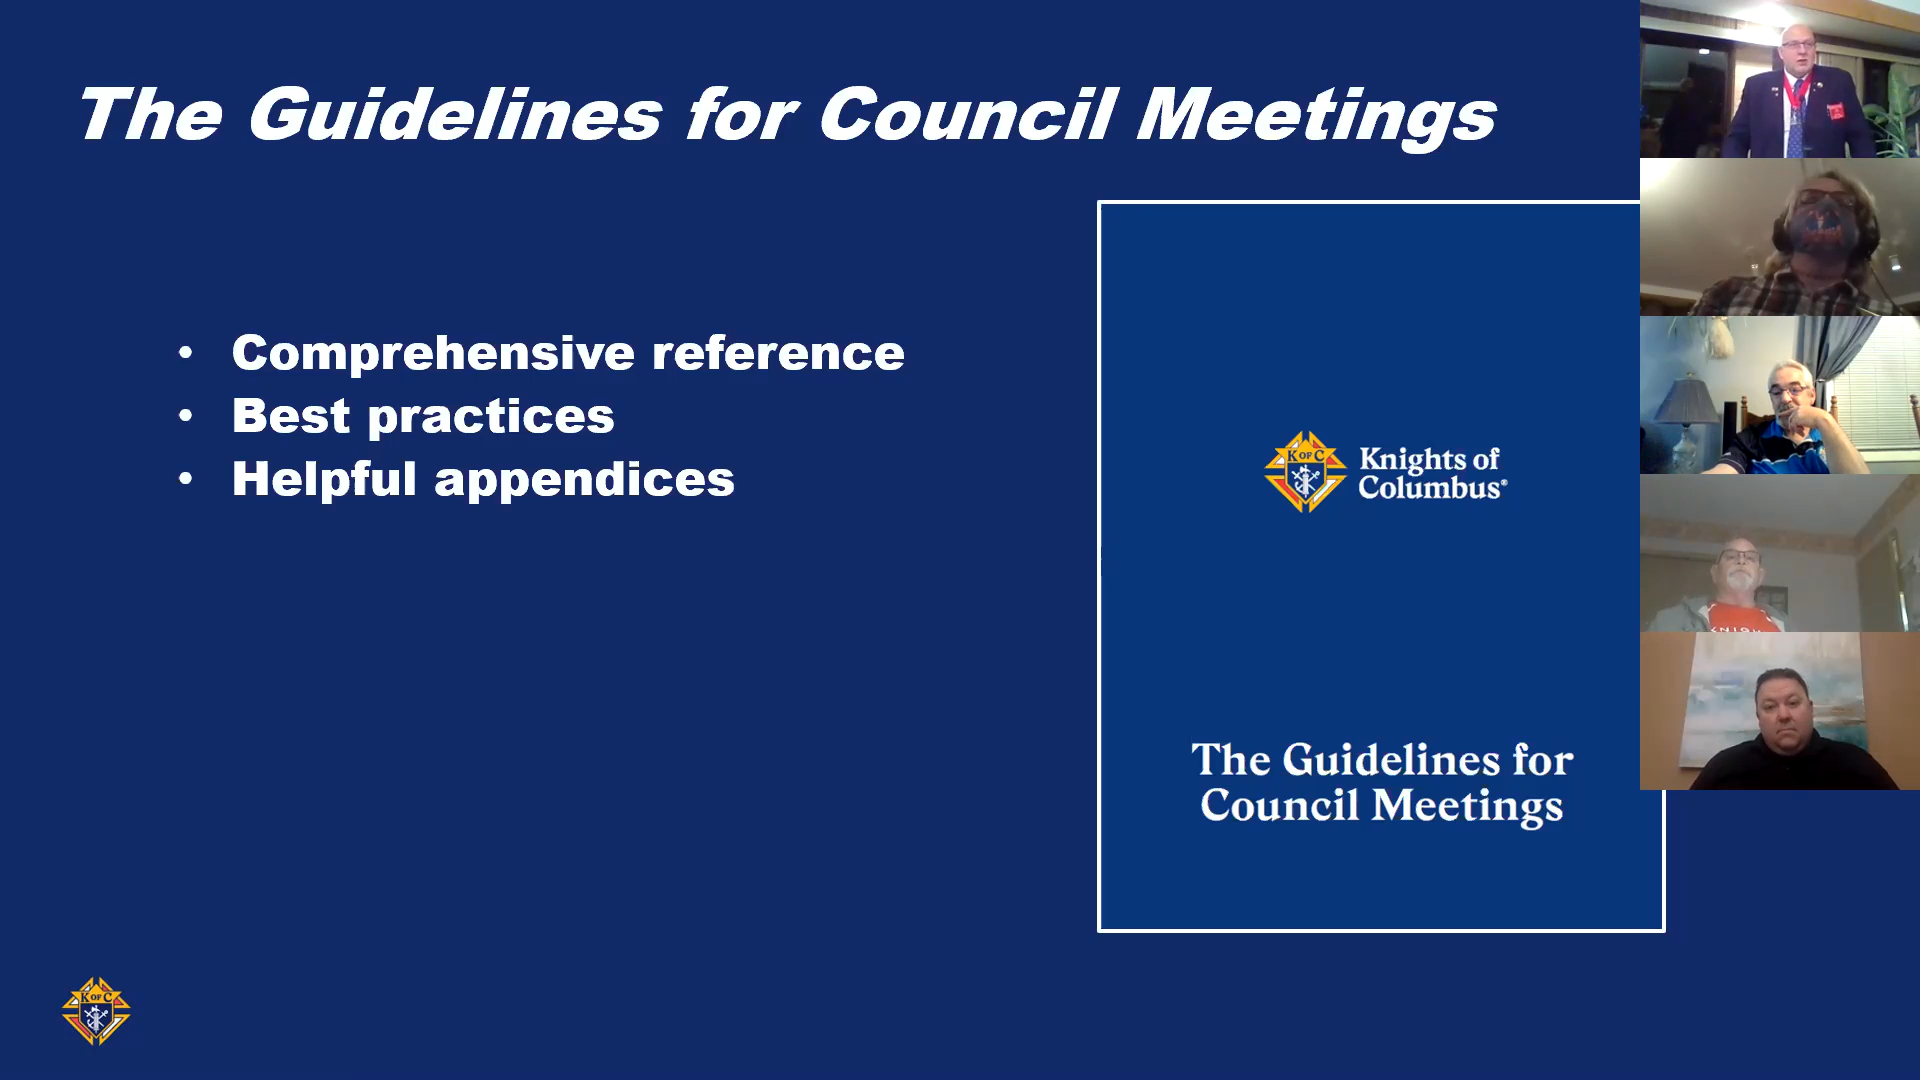 The Guidelines for Council Meetings
• Comprehensive reference
• Best practices
• Helpful appendices
K OF C
Knights of
Columbus®
The Guidelines for
Council Meetings
K OF C